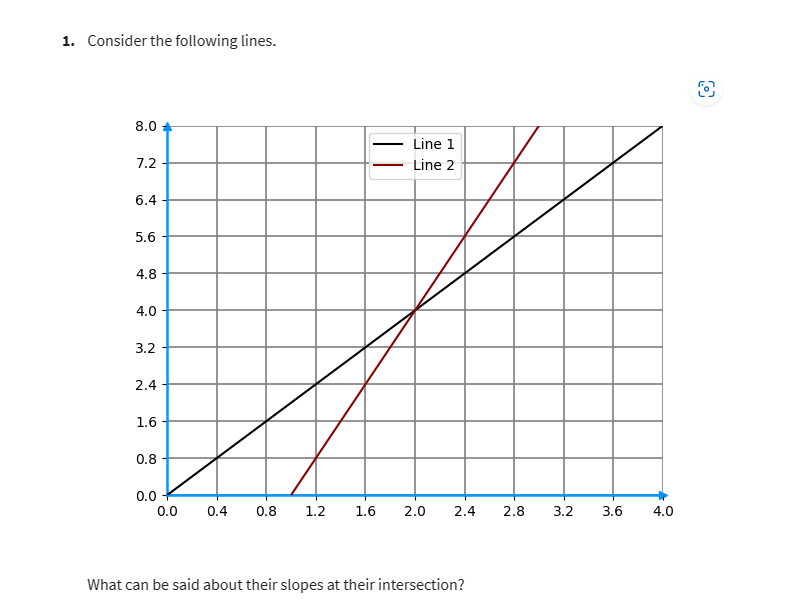 1. Consider the following lines.
8.0
7.2
6.4
5.6
4.8
4.0
3.2
2.4
1.6
0.8
0.0
Line 1
Line 2
0.0 0.4 0.8 1.2 1.6 2.0 2.4 2.8 3.2 3.6 4.0
What can be said about their slopes at their intersection?